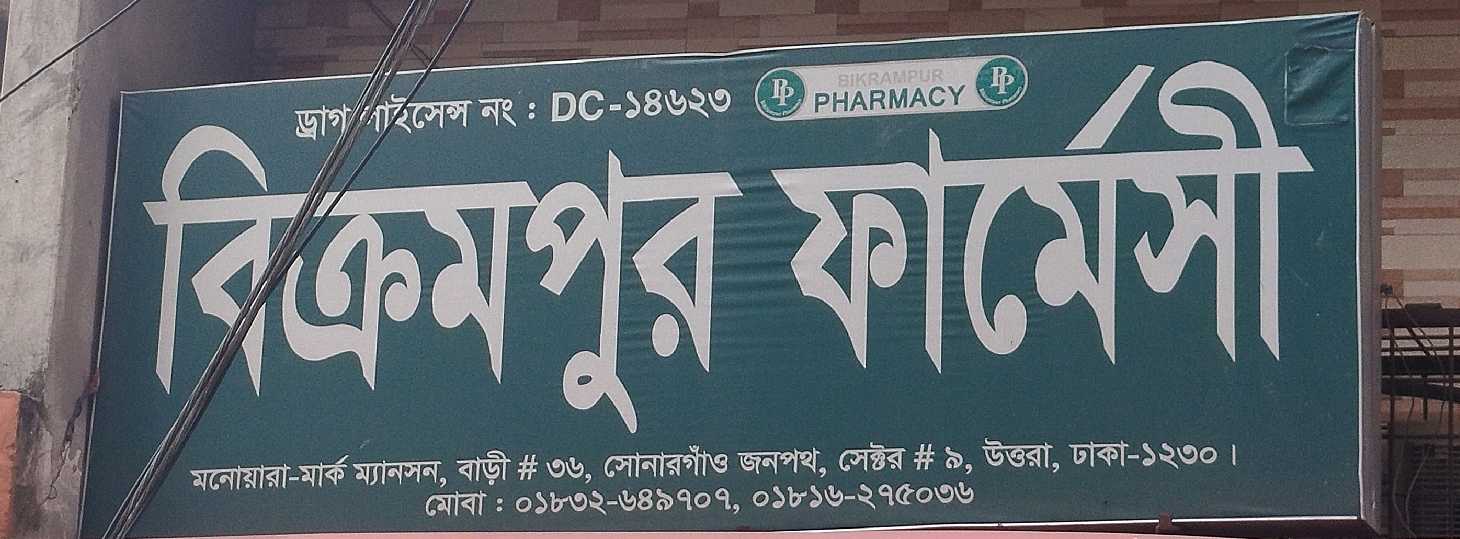 ড্রাগ লাইসেন্স নং : DC-১৪৬২৩
BIKRAMPUR
PHARMACY
বিক্রমপুর ফার্মেসী
মনোয়ারা-মার্ক ম্যানসন, বাড়ী # ৩৬, সোনারগাঁও জনপথ, সেক্টর # ৯, উত্তরা, ঢাকা-১২৩০।
মোবা : ০১৮৩২-৬৪৯৭০৭, ০১৮১৬-২৭৫০৩৬